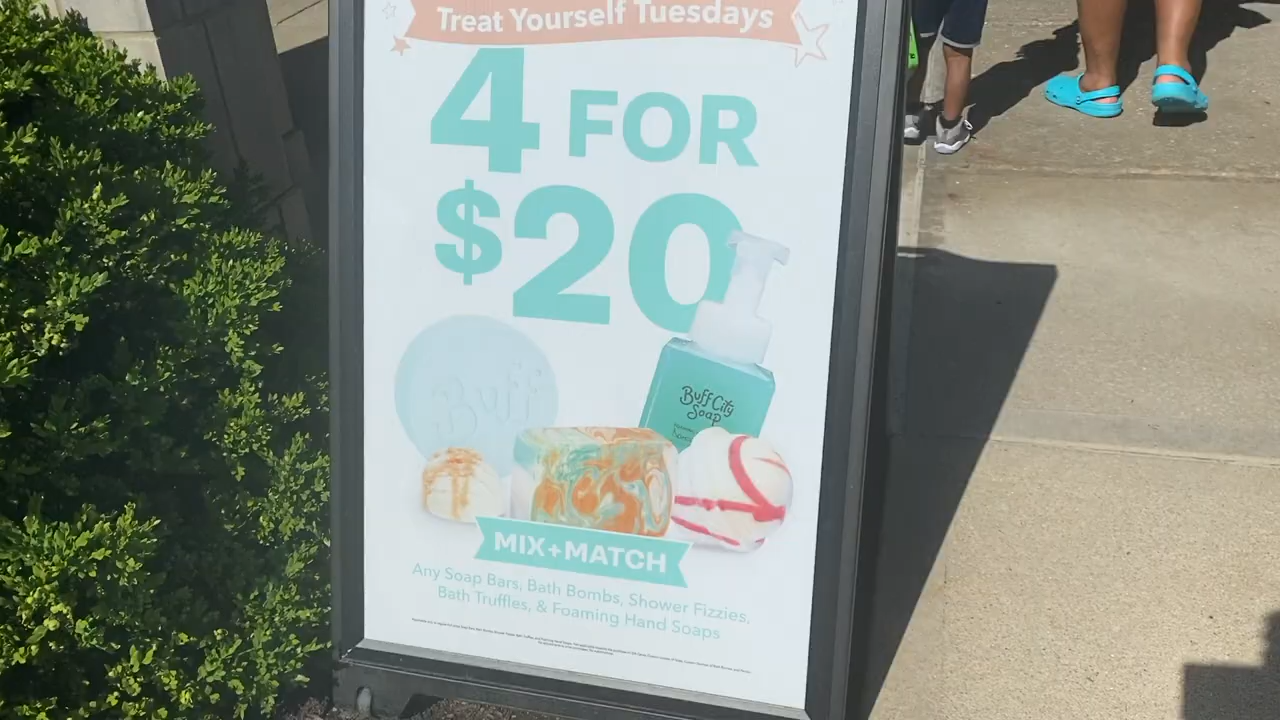 Treat Yourself Tuesdays
4 FOR
$20
Buff
Buff City
Soap
MIX+MATCH
Any Soap Bars, Bath Bombs, Shower Fizzies,
Bath Truffles, & Foaming Hand Soaps